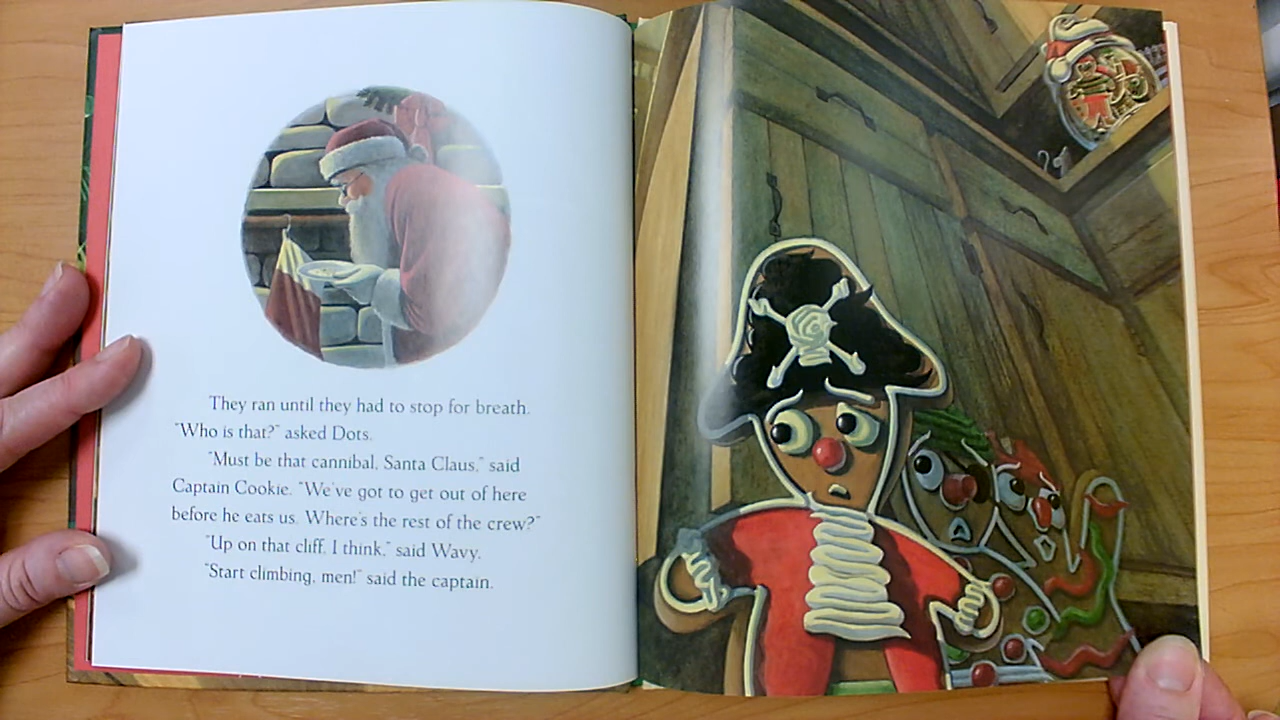 They ran until they had to stop for breath.
"Who is that?" asked Dots.
"Must be that cannibal, Santa Claus," said
Captain Cookie. "We've got to get out of here
before he eats us. Where's the rest of the crew?"
"Up on that cliff, I think," said Wavy.
"Start climbing, men!" said the captain.